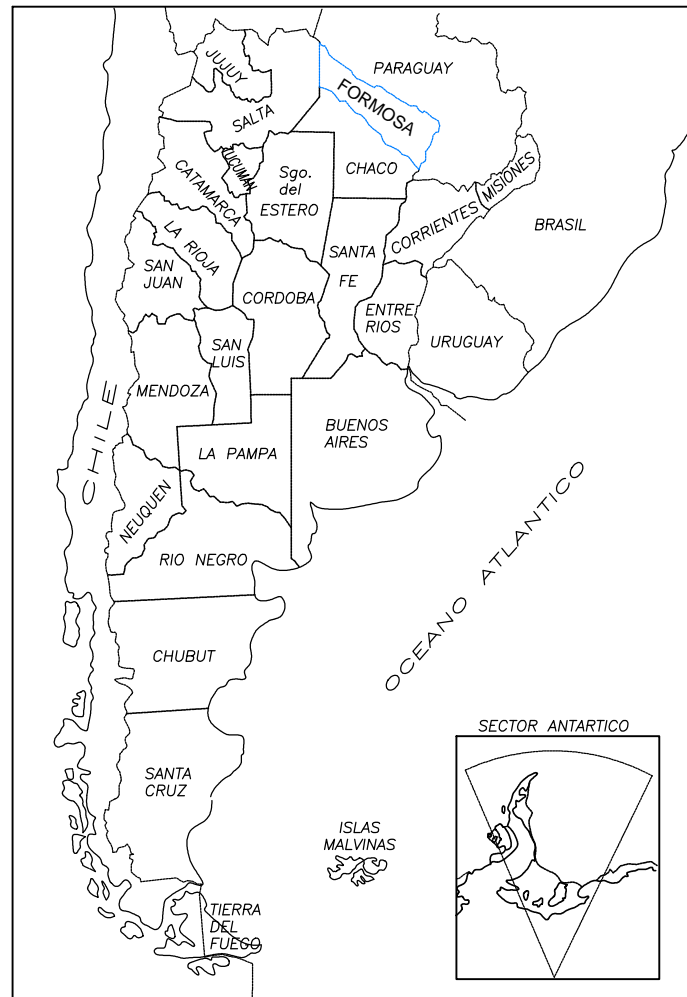 JUJUY
PARAGUAY
FORMOSA
SALTA
TUCUMAN
CHACO
MISIONES
CATAMARCA
Sgo.
del
ESTERO
CORRIENTES
BRASIL
LA RIOJA
SANTA
FE
SAN
JUAN
CORDOBA
ENTRE
RIOS
URUGUAY
SAN
LUIS
MENDOZA
CHILE
BUENOS
AIRES
LA PAMPA
NEUQUEN
OCEANO ATLANTICO
RIO NEGRO
CHUBUT
SECTOR ANTARTICO
SANTA
CRUZ
ISLAS
MALVINAS
TIERRA
DEL
FUEGO